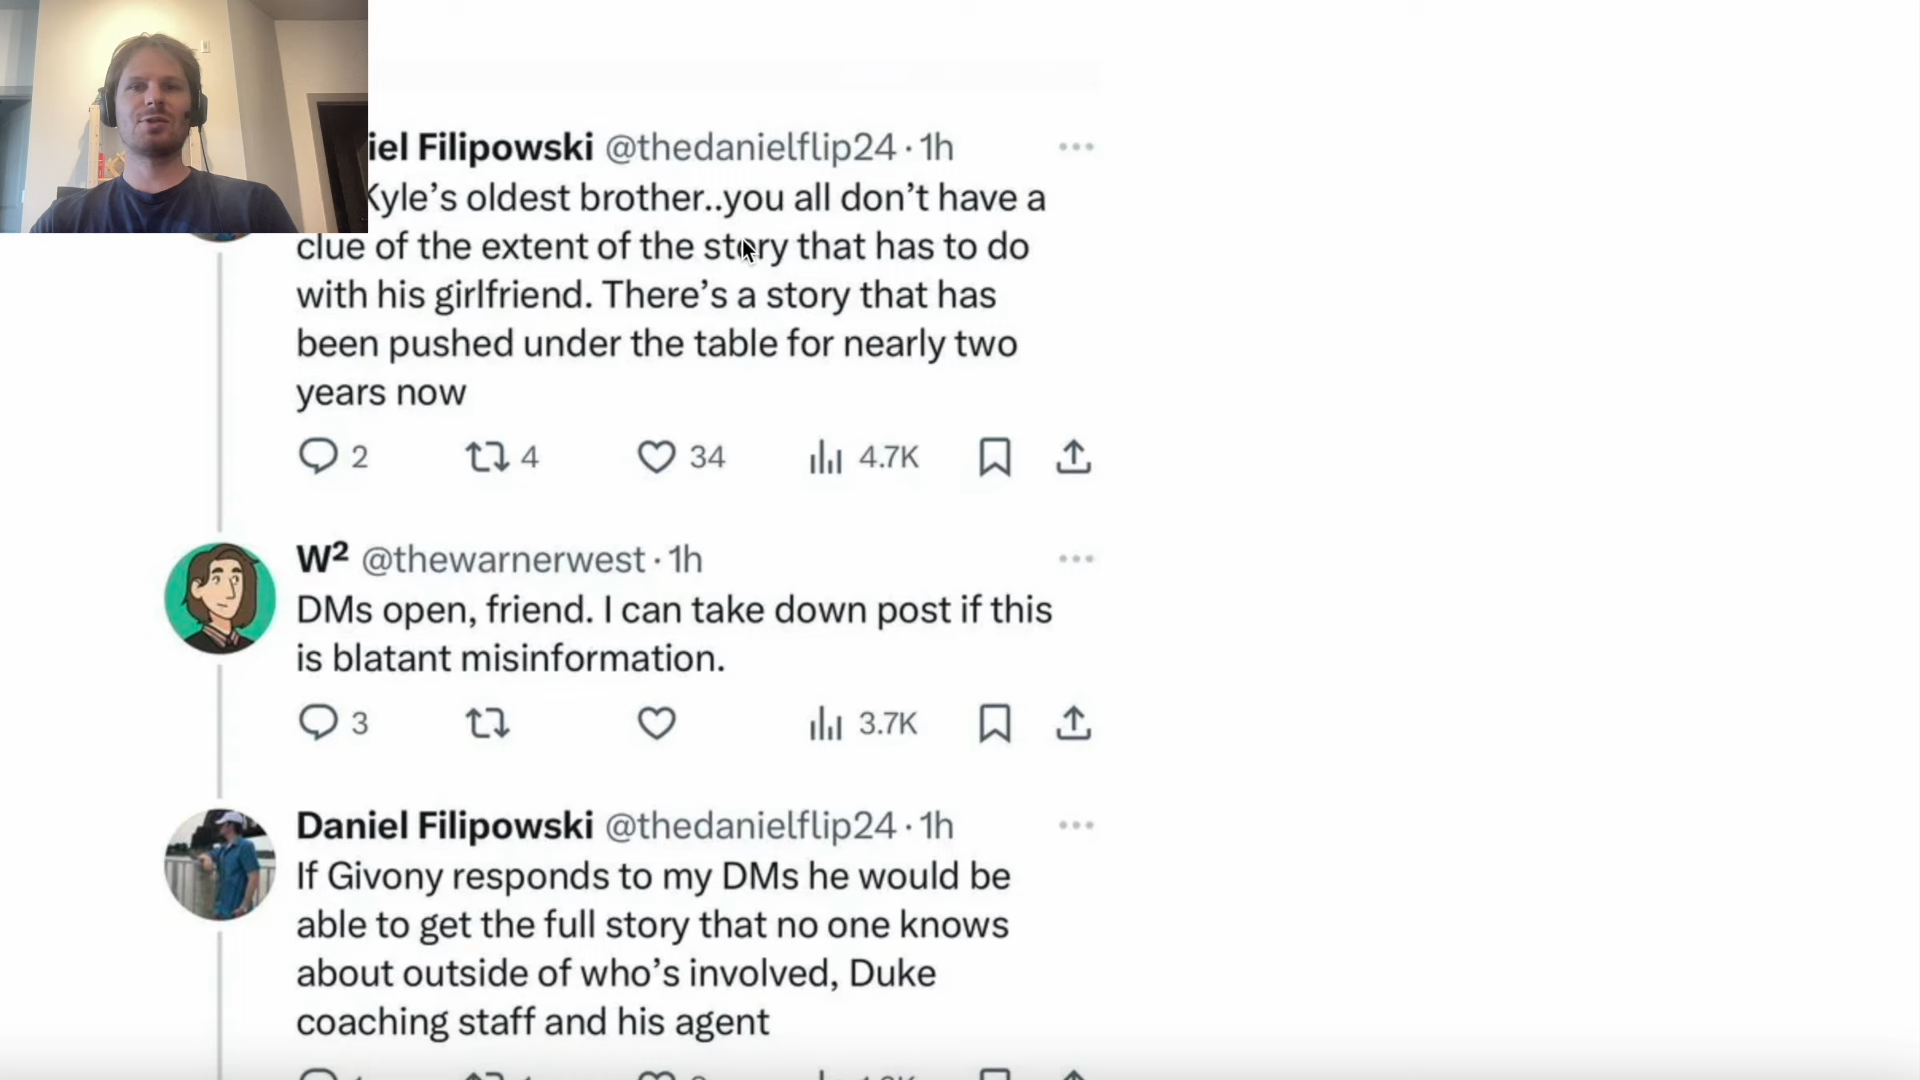 iel Filipowski @thedanielflip24 · 1h
Kyle’s oldest brother..you all don’t have a
clue of the extent of the story that has to do
with his girlfriend. There’s a story that has
been pushed under the table for nearly two
years now
2 4 34 4.7K
W² @thewarnerwest · 1h
DMs open, friend. I can take down post if this
is blatant misinformation.
3 3.7K
Daniel Filipowski @thedanielflip24 · 1h
If Givony responds to my DMs he would be
able to get the full story that no one knows
about outside of who’s involved, Duke
coaching staff and his agent